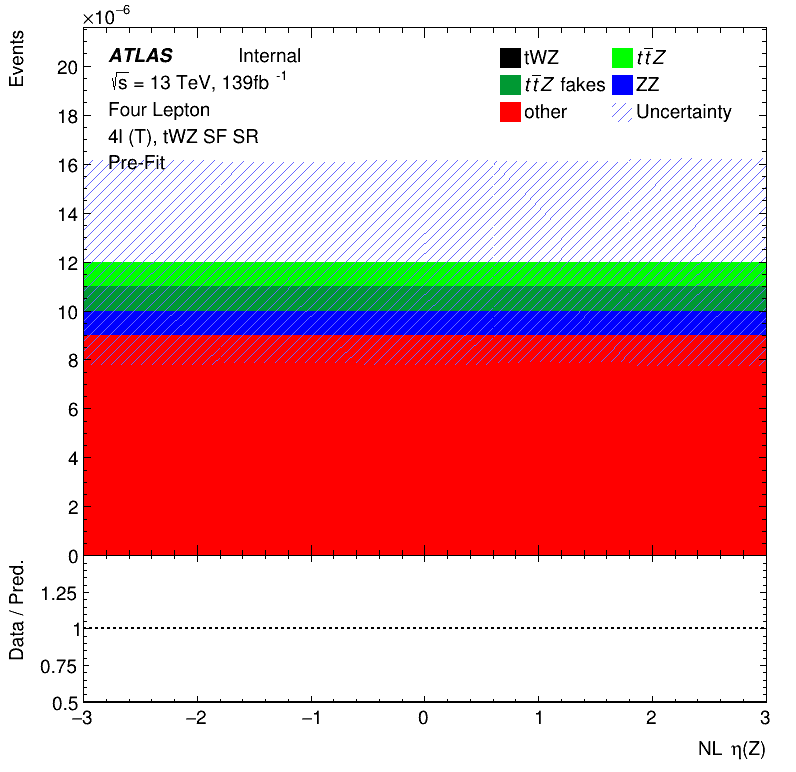 ×10⁻⁶
Events
ATLAS Internal
√s = 13 TeV, 139fb⁻¹
Four Lepton
4l (T), tWZ SF SR
Pre-Fit
tWZ
tt̅Z
tt̅Z fakes
ZZ
other
Uncertainty
20
18
16
14
12
10
8
6
4
2
0
Data / Pred.
1.25
1
0.75
0.5
−3 −2 −1 0 1 2 3
NL η(Z)